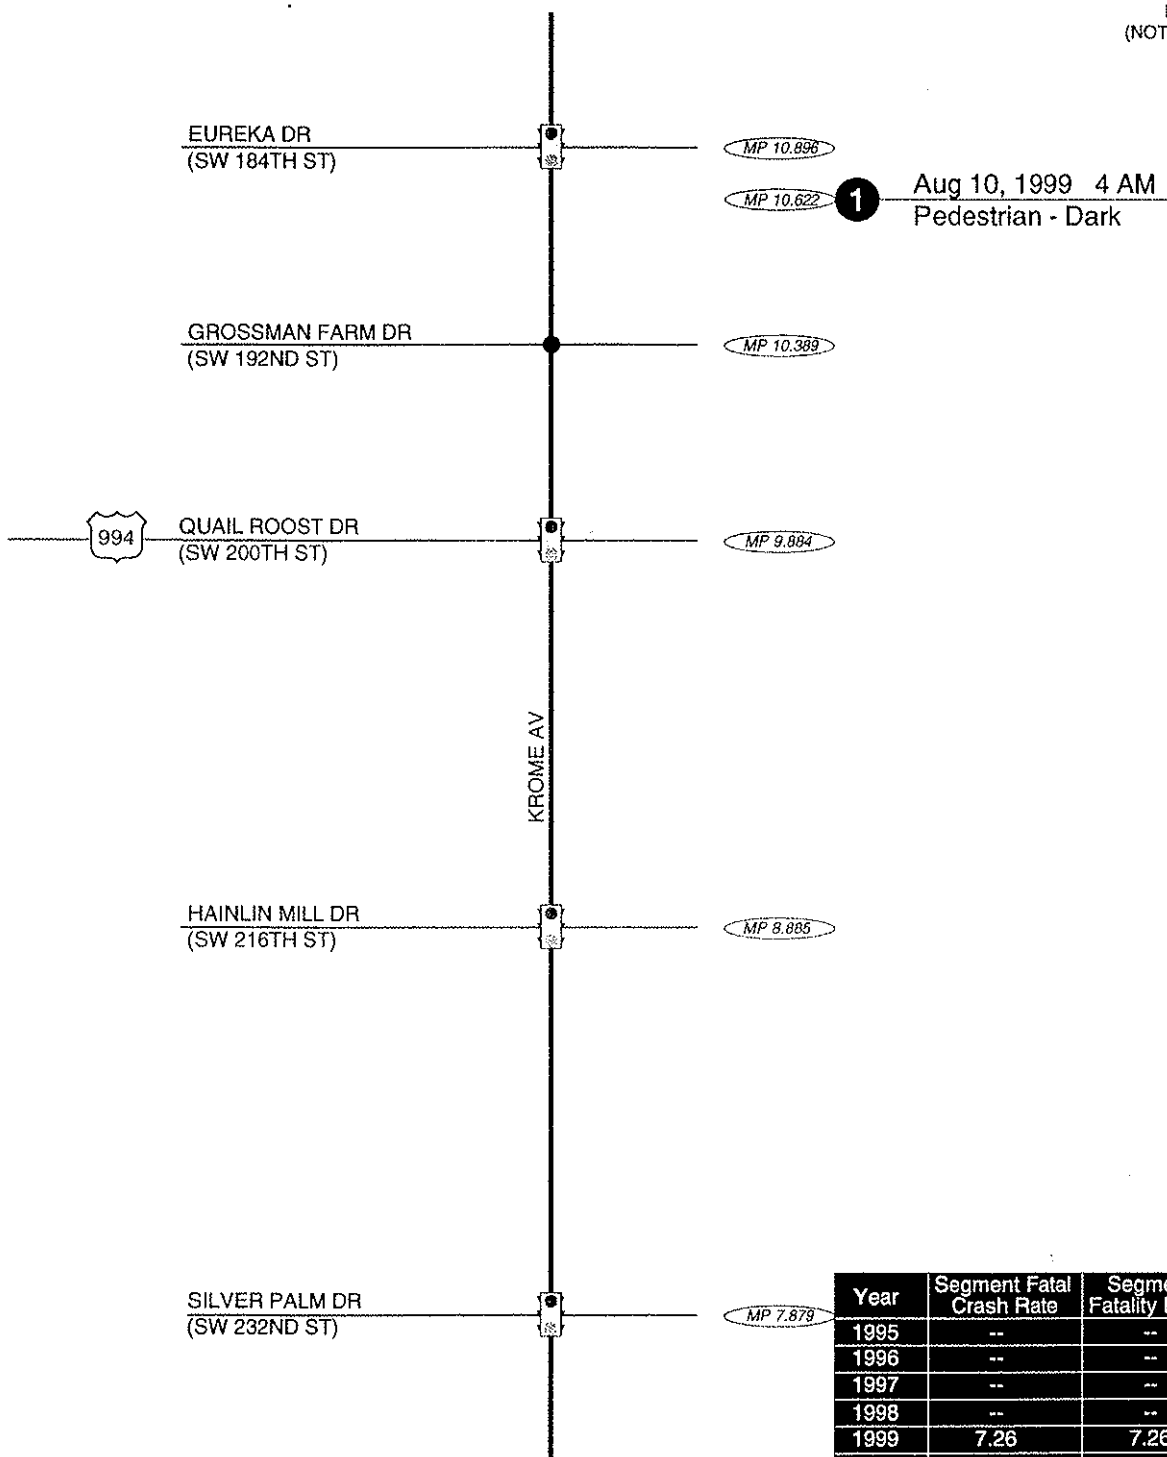 (NOT
EUREKA DR
(SW 184TH ST)
MP 10.896
MP 10.622
1
Aug 10, 1999 4 AM
Pedestrian - Dark
GROSSMAN FARM DR
(SW 192ND ST)
MP 10.389
994
QUAIL ROOST DR
(SW 200TH ST)
MP 9.884
KROME AV
HAINLIN MILL DR
(SW 216TH ST)
MP 8.885
SILVER PALM DR
(SW 232ND ST)
MP 7.879
Year Segment Fatal Crash Rate Segme Fatality
1995 -- --
1996 -- --
1997 -- --
1998 -- --
1999 7.26 7.26